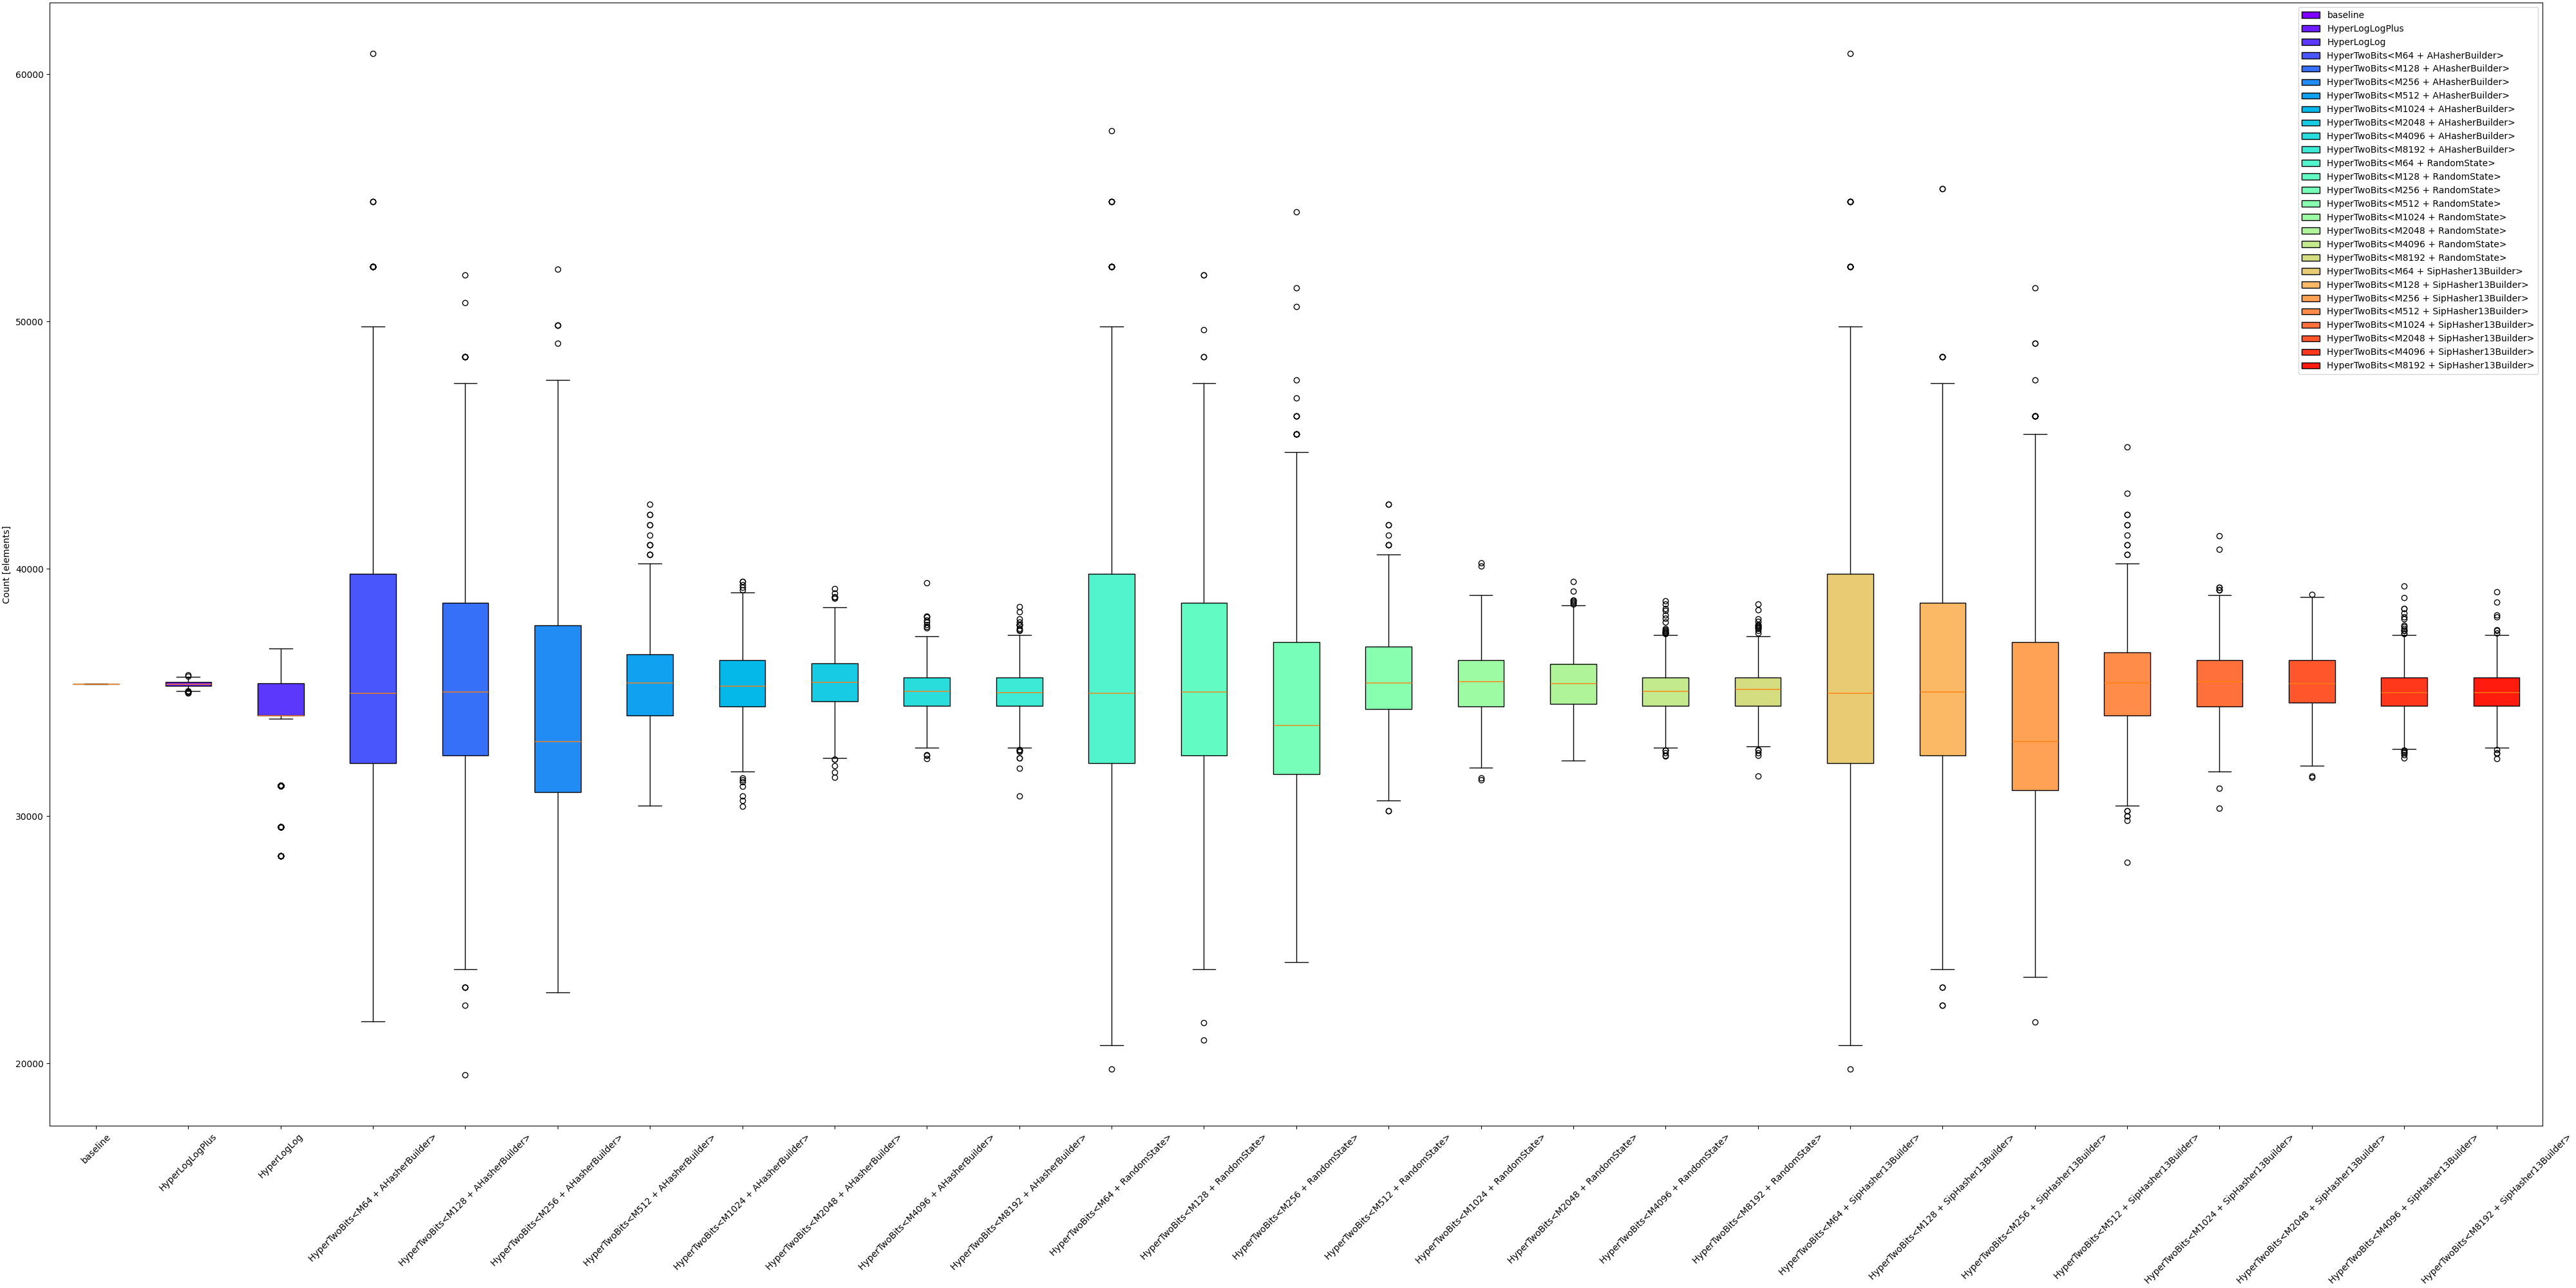 60000
50000
40000
30000
20000
Count [elements]
baseline
HyperLogLogPlus
HyperLogLog
HyperTwoBits<M64 + AHasherBuilder>
HyperTwoBits<M128 + AHasherBuilder>
HyperTwoBits<M256 + AHasherBuilder>
HyperTwoBits<M512 + AHasherBuilder>
HyperTwoBits<M1024 + AHasherBuilder>
HyperTwoBits<M2048 + AHasherBuilder>
HyperTwoBits<M4096 + AHasherBuilder>
HyperTwoBits<M8192 + AHasherBuilder>
HyperTwoBits<M64 + RandomState>
HyperTwoBits<M128 + RandomState>
HyperTwoBits<M256 + RandomState>
HyperTwoBits<M512 + RandomState>
HyperTwoBits<M1024 + RandomState>
HyperTwoBits<M2048 + RandomState>
HyperTwoBits<M4096 + RandomState>
HyperTwoBits<M8192 + RandomState>
HyperTwoBits<M64 + SipHasher13Builder>
HyperTwoBits<M128 + SipHasher13Builder>
HyperTwoBits<M256 + SipHasher13Builder>
HyperTwoBits<M512 + SipHasher13Builder>
HyperTwoBits<M1024 + SipHasher13Builder>
HyperTwoBits<M2048 + SipHasher13Builder>
HyperTwoBits<M4096 + SipHasher13Builder>
HyperTwoBits<M8192 + SipHasher13Builder>
baseline
HyperLogLogPlus
HyperLogLog
HyperTwoBits<M64 + AHasherBuilder>
HyperTwoBits<M128 + AHasherBuilder>
HyperTwoBits<M256 + AHasherBuilder>
HyperTwoBits<M512 + AHasherBuilder>
HyperTwoBits<M1024 + AHasherBuilder>
HyperTwoBits<M2048 + AHasherBuilder>
HyperTwoBits<M4096 + AHasherBuilder>
HyperTwoBits<M8192 + AHasherBuilder>
HyperTwoBits<M64 + RandomState>
HyperTwoBits<M128 + RandomState>
HyperTwoBits<M256 + RandomState>
HyperTwoBits<M512 + RandomState>
HyperTwoBits<M1024 + RandomState>
HyperTwoBits<M2048 + RandomState>
HyperTwoBits<M4096 + RandomState>
HyperTwoBits<M8192 + RandomState>
HyperTwoBits<M64 + SipHasher13Builder>
HyperTwoBits<M128 + SipHasher13Builder>
HyperTwoBits<M256 + SipHasher13Builder>
HyperTwoBits<M512 + SipHasher13Builder>
HyperTwoBits<M1024 + SipHasher13Builder>
HyperTwoBits<M2048 + SipHasher13Builder>
HyperTwoBits<M4096 + SipHasher13Builder>
HyperTwoBits<M8192 + SipHasher13Builder>